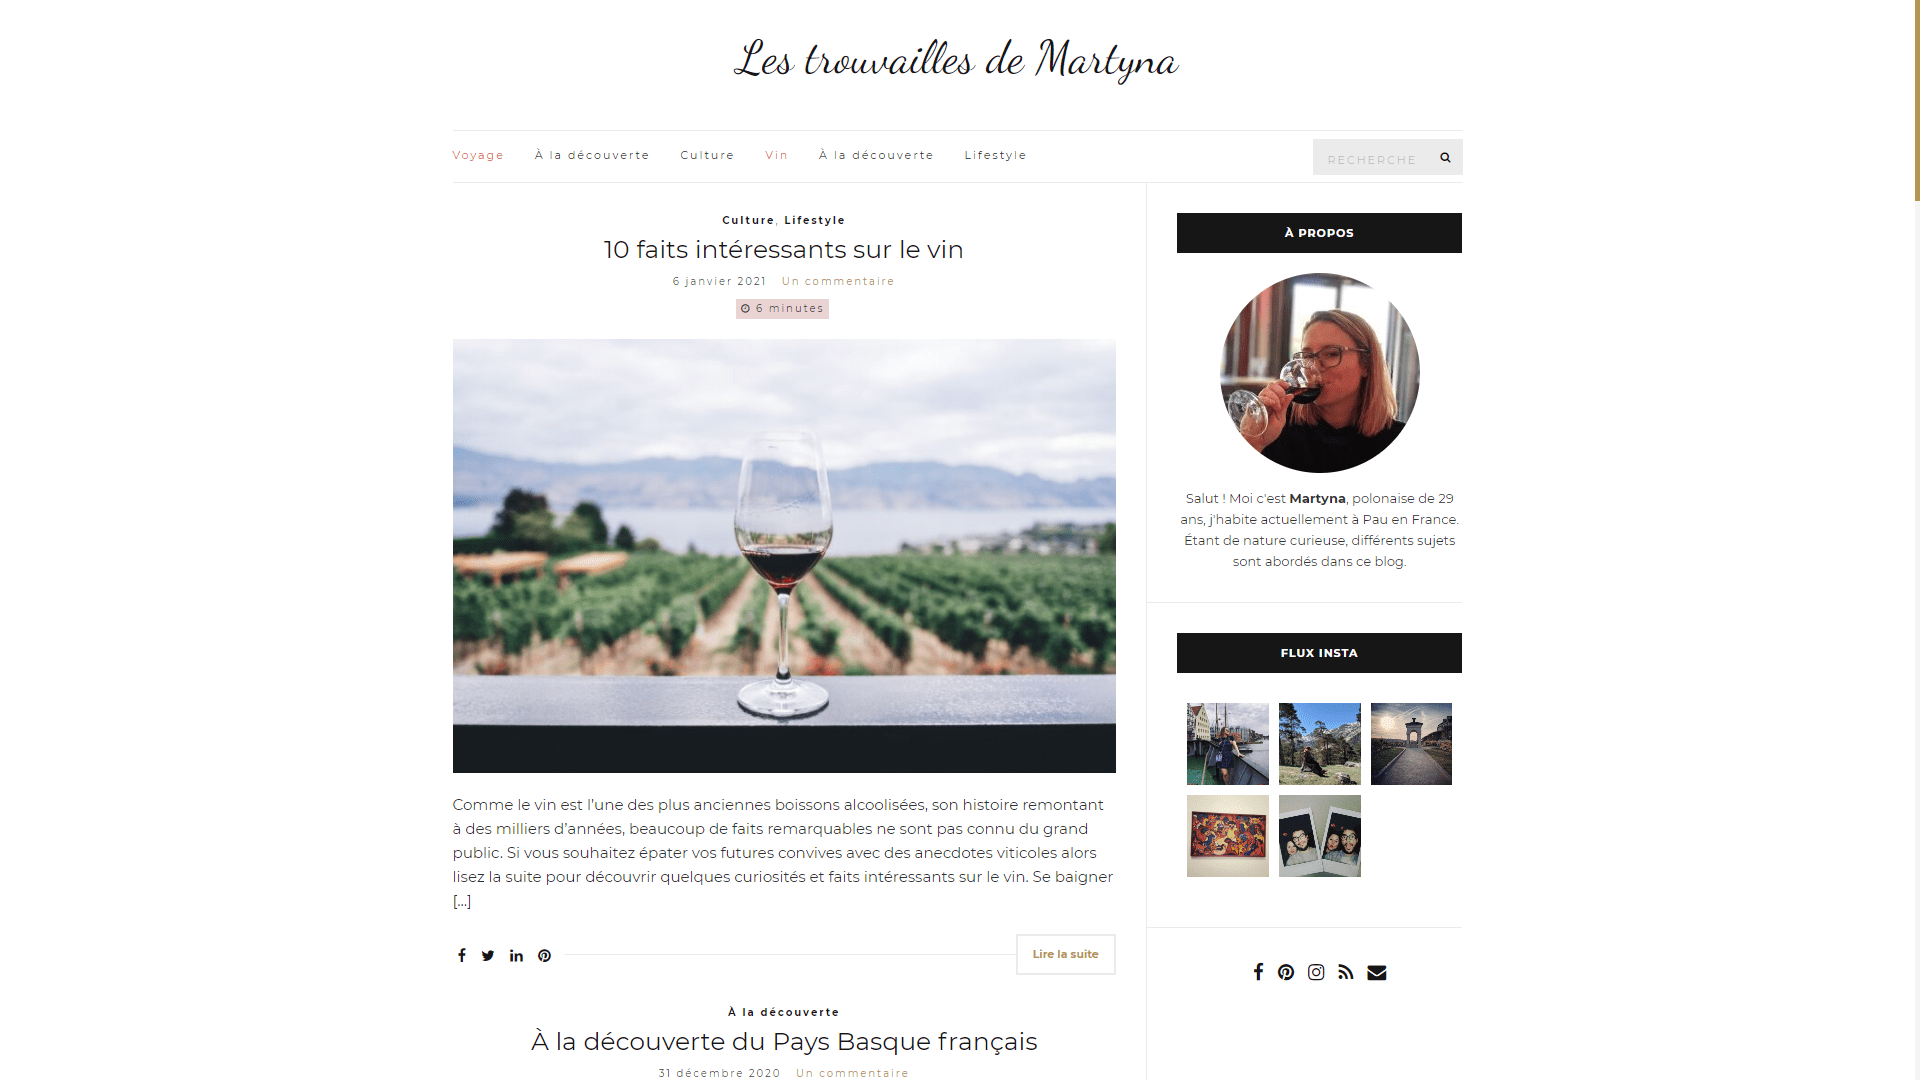 Les trouvailles de Martyna
Voyage À la découverte Culture Vin À la découverte Lifestyle
RECHERCHE
Culture, Lifestyle
10 faits intéressants sur le vin
6 janvier 2021 Un commentaire
6 minutes
Comme le vin est l’une des plus anciennes boissons alcoolisées, son histoire remontant
à des milliers d’années, beaucoup de faits remarquables ne sont pas connu du grand
public. Si vous souhaitez épater vos futures convives avec des anecdotes viticoles alors
lisez la suite pour découvrir quelques curiosités et faits intéressants sur le vin. Se baigner
[…]
Lire la suite
À la découverte
À la découverte du Pays Basque français
31 décembre 2020 Un commentaire
À PROPOS
Salut ! Moi c'est Martyna, polonaise de 29
ans, j'habite actuellement à Pau en France.
Étant de nature curieuse, différents sujets
sont abordés dans ce blog.
FLUX INSTA